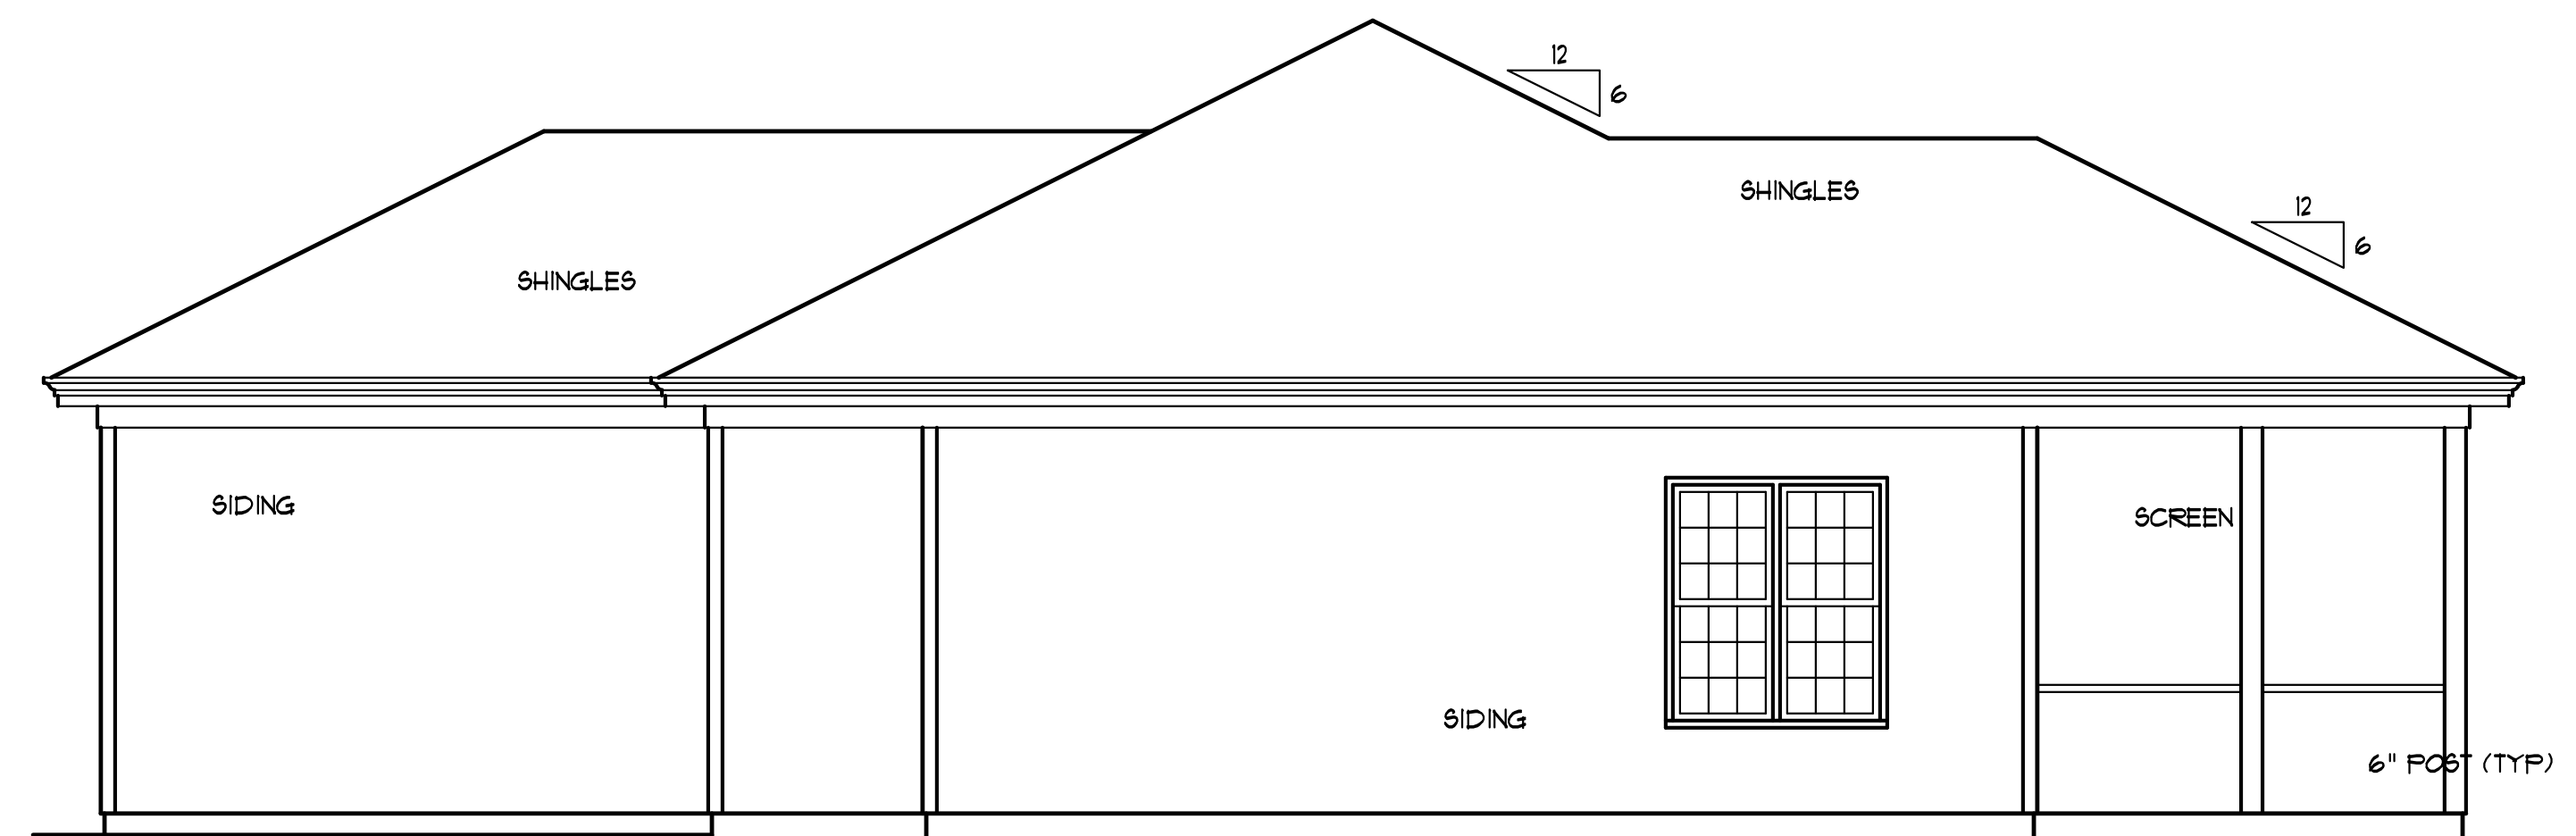 12
6
SHINGLES
12
6
SHINGLES
SIDING
SCREEN
SIDING
6" POST (TYP)